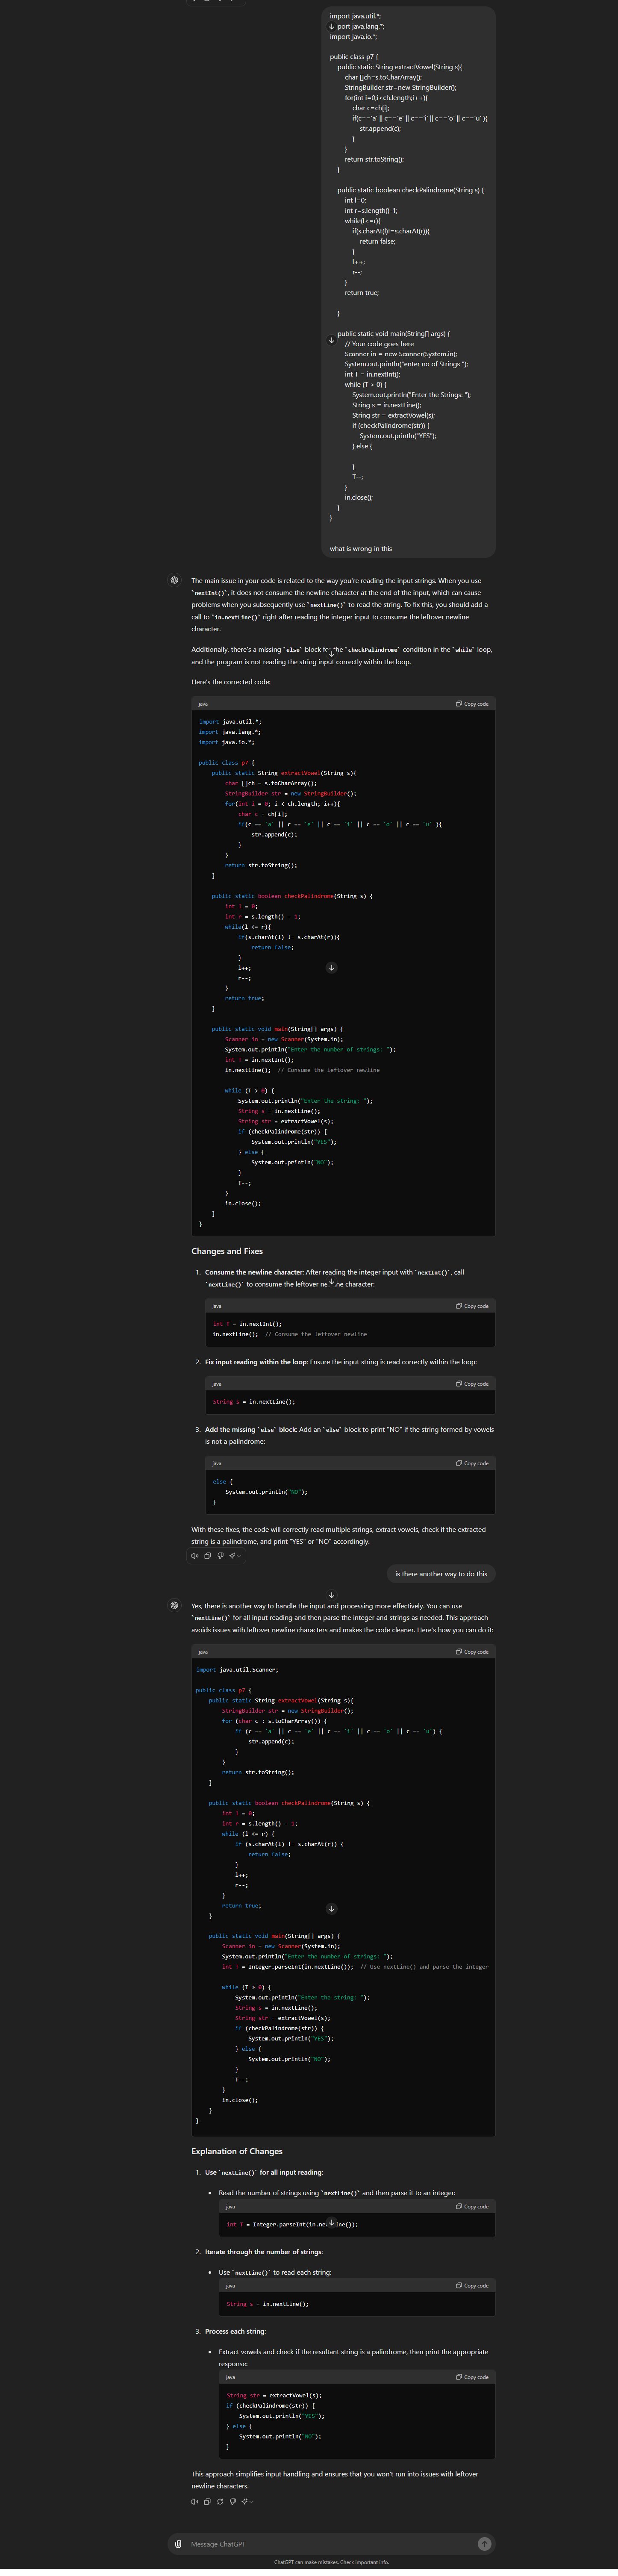 import java.util.*;
port java.lang.*;
import java.io.*;
public class p7 {
public static String extractVowel(String s){
char []ch=s.toCharArray();
StringBuilder str=new StringBuilder();
for(int i=0;i<ch.length;i++){
char c=ch[i];
if(c=='a' || c=='e' || c=='i' || c=='o' || c=='u' ){
str.append(c);
}
}
return str.toString();
}
public static boolean checkPalindrome(String s) {
int l=0;
int r=s.length()-1;
while(l<=r){
if(s.charAt(l)!=s.charAt(r)){
return false;
}
l++;
r--;
}
return true;
}
public static void main(String[] args) {
// Your code goes here
Scanner in = new Scanner(System.in);
System.out.println("enter no of Strings ");
int T = in.nextInt();
while (T > 0) {
System.out.println("Enter the Strings: ");
String s = in.nextLine();
String str = extractVowel(s);
if (checkPalindrome(str)) {
System.out.println("YES");
} else {
}
T--;
}
in.close();
}
}
what is wrong in this
The main issue in your code is related to the way you're reading the input strings. When you use
`nextInt()`, it does not consume the newline character at the end of the input, which can cause
problems when you subsequently use `nextLine()` to read the string. To fix this, you should add a
call to `in.nextLine()` right after reading the integer input to consume the leftover newline
character.
Additionally, there's a missing `else` block for the `checkPalindrome` condition in the `while` loop,
and the program is not reading the string input correctly within the loop.
Here's the corrected code:
java Copy code
import java.util.*;
import java.lang.*;
import java.io.*;
public class p7 {
public static String extractVowel(String s){
char []ch = s.toCharArray();
StringBuilder str = new StringBuilder();
for(int i = 0; i < ch.length; i++){
char c = ch[i];
if(c == 'a' || c == 'e' || c == 'i' || c == 'o' || c == 'u' ){
str.append(c);
}
}
return str.toString();
}
public static boolean checkPalindrome(String s) {
int l = 0;
int r = s.length() - 1;
while(l <= r){
if(s.charAt(l) != s.charAt(r)){
return false;
}
l++;
r--;
}
return true;
}
public static void main(String[] args) {
Scanner in = new Scanner(System.in);
System.out.println("Enter the number of strings: ");
int T = in.nextInt();
in.nextLine();  // Consume the leftover newline
while (T > 0) {
System.out.println("Enter the string: ");
String s = in.nextLine();
String str = extractVowel(s);
if (checkPalindrome(str)) {
System.out.println("YES");
} else {
System.out.println("NO");
}
T--;
}
in.close();
}
}
Changes and Fixes
1. Consume the newline character: After reading the integer input with `nextInt()`, call
`nextLine()` to consume the leftover newline character:
java Copy code
int T = in.nextInt();
in.nextLine();  // Consume the leftover newline
2. Fix input reading within the loop: Ensure the input string is read correctly within the loop:
java Copy code
String s = in.nextLine();
3. Add the missing `else` block: Add an `else` block to print "NO" if the string formed by vowels
is not a palindrome:
java Copy code
else {
System.out.println("NO");
}
With these fixes, the code will correctly read multiple strings, extract vowels, check if the extracted
string is a palindrome, and print "YES" or "NO" accordingly.
is there another way to do this
Yes, there is another way to handle the input and processing more effectively. You can use
`nextLine()` for all input reading and then parse the integer and strings as needed. This approach
avoids issues with leftover newline characters and makes the code cleaner. Here's how you can do it:
java Copy code
import java.util.Scanner;
public class p7 {
public static String extractVowel(String s){
StringBuilder str = new StringBuilder();
for (char c : s.toCharArray()) {
if (c == 'a' || c == 'e' || c == 'i' || c == 'o' || c == 'u') {
str.append(c);
}
}
return str.toString();
}
public static boolean checkPalindrome(String s) {
int l = 0;
int r = s.length() - 1;
while (l <= r) {
if (s.charAt(l) != s.charAt(r)) {
return false;
}
l++;
r--;
}
return true;
}
public static void main(String[] args) {
Scanner in = new Scanner(System.in);
System.out.println("Enter the number of strings: ");
int T = Integer.parseInt(in.nextLine());  // Use nextLine() and parse the integer
while (T > 0) {
System.out.println("Enter the string: ");
String s = in.nextLine();
String str = extractVowel(s);
if (checkPalindrome(str)) {
System.out.println("YES");
} else {
System.out.println("NO");
}
T--;
}
in.close();
}
}
Explanation of Changes
1. Use `nextLine()` for all input reading:
• Read the number of strings using `nextLine()` and then parse it to an integer:
java Copy code
int T = Integer.parseInt(in.nextLine());
2. Iterate through the number of strings:
• Use `nextLine()` to read each string:
java Copy code
String s = in.nextLine();
3. Process each string:
• Extract vowels and check if the resultant string is a palindrome, then print the appropriate
response:
java Copy code
String str = extractVowel(s);
if (checkPalindrome(str)) {
System.out.println("YES");
} else {
System.out.println("NO");
}
This approach simplifies input handling and ensures that you won't run into issues with leftover
newline characters.
Message ChatGPT
ChatGPT can make mistakes. Check important info.